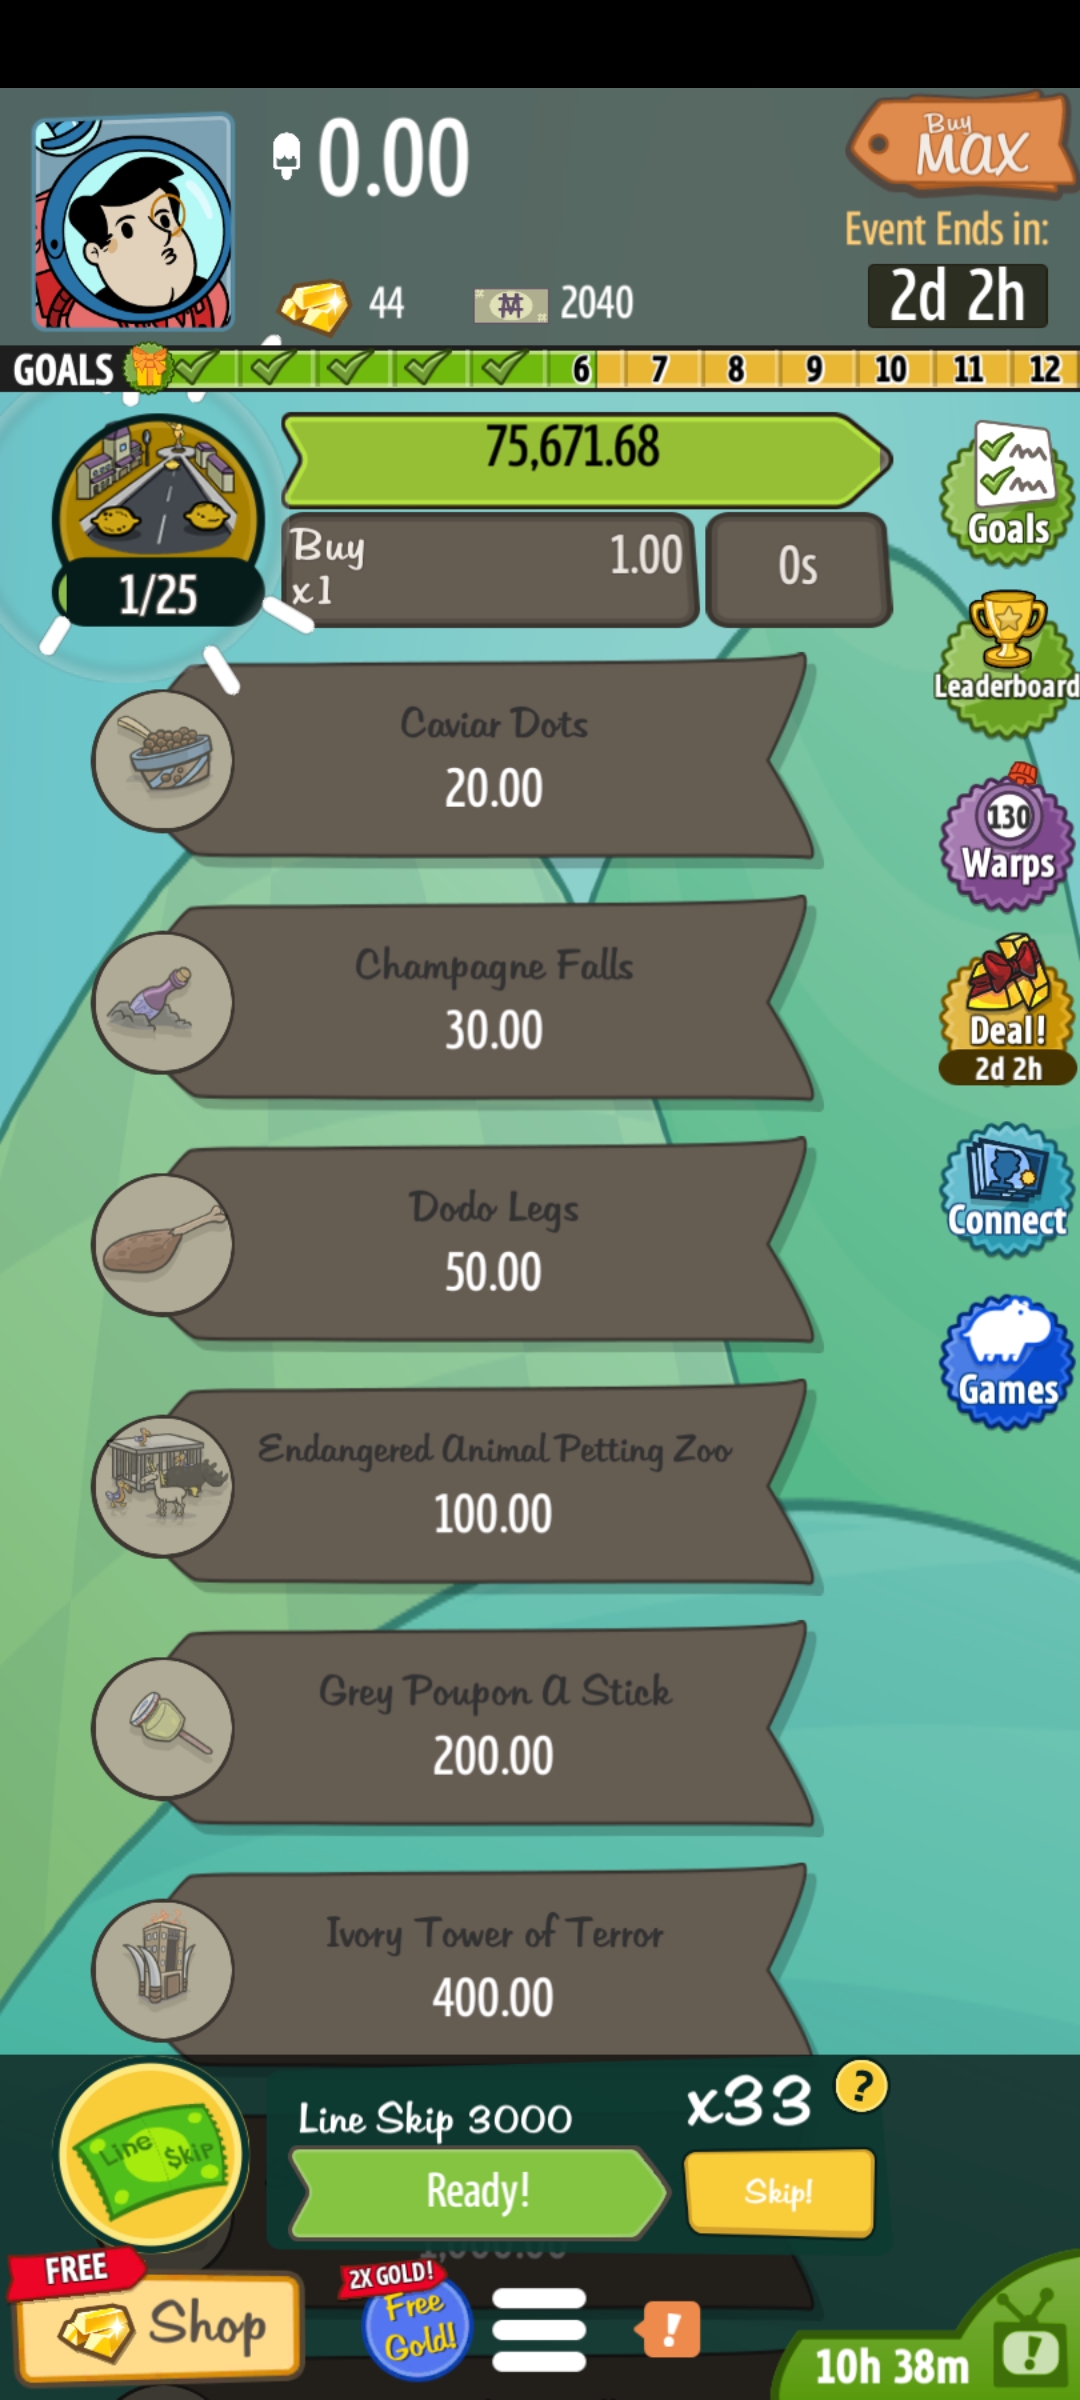 0.00
Buy
MAX
Event Ends in:
44
2040
2d 2h
GOALS
6
7
8
9
10
11
12
75,671.68
1/25
Buy
x1
1.00
0s
Goals
Leaderboard
Caviar Dots
20.00
130
Warps
Champagne Falls
30.00
Deal!
2d 2h
Dodo Legs
50.00
Connect
Games
Endangered Animal Petting Zoo
100.00
Grey Poupon A Stick
200.00
Ivory Tower of Terror
400.00
Line $kip
Line Skip 3000
x33
?
Ready!
Skip!
FREE
Shop
2X GOLD!
Free
Gold!
!
10h 38m
!